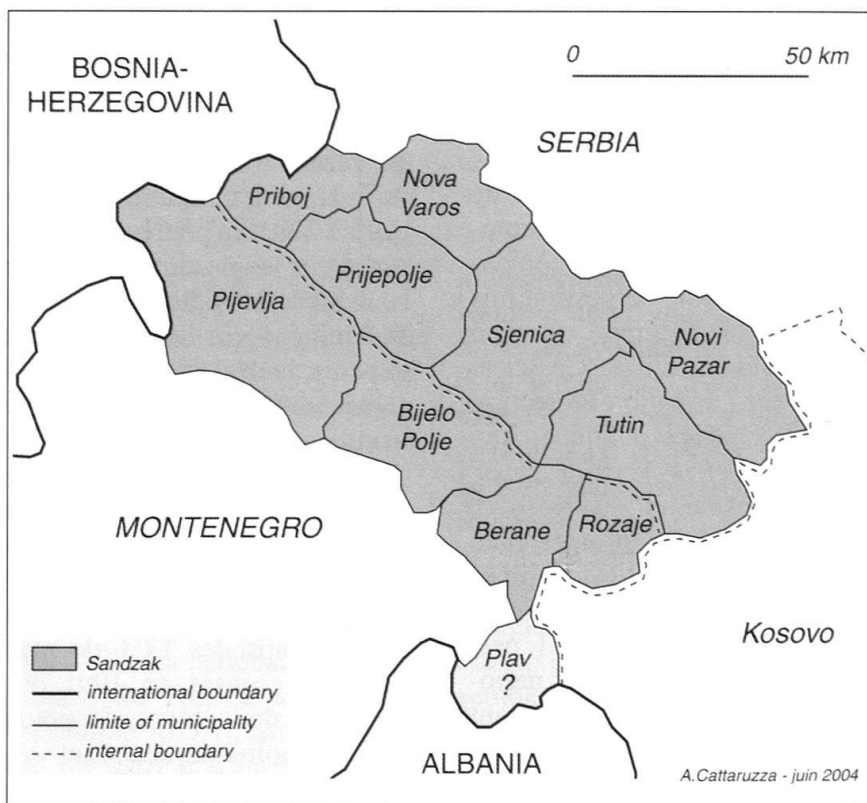 BOSNIA-
HERZEGOVINA
0 50 km
SERBIA
Priboj
Nova
Varos
Prijepolje
Pljevlja
Sjenica
Novi
Pazar
Bijelo
Polje
Tutin
MONTENEGRO
Berane
Rozaje
Kosovo
Plav
?
Sandzak
international boundary
limite of municipality
internal boundary
ALBANIA
A.Cattaruzza - juin 2004